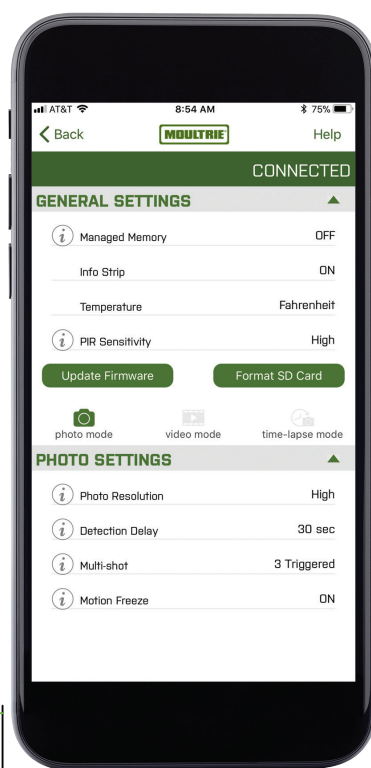 AT&T 8:54 AM 75%
Back MOULTRIE Help
CONNECTED
GENERAL SETTINGS
i Managed Memory OFF
Info Strip ON
Temperature Fahrenheit
i PIR Sensitivity High
Update Firmware Format SD Card
photo mode video mode time-lapse mode
PHOTO SETTINGS
i Photo Resolution High
i Detection Delay 30 sec
i Multi-shot 3 Triggered
i Motion Freeze ON